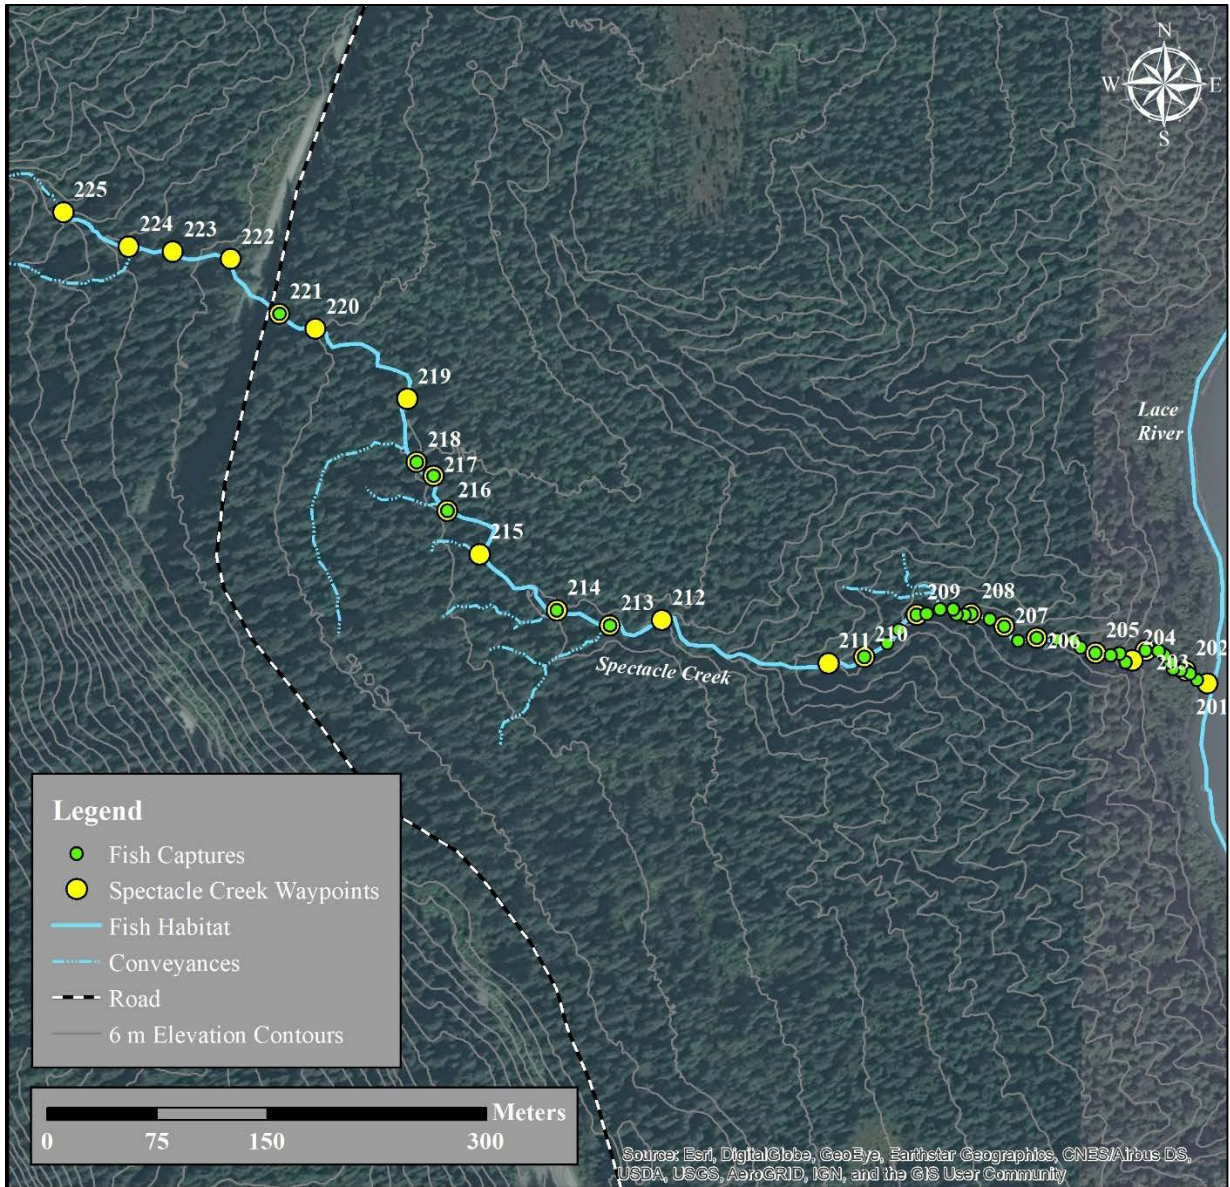 N
W
E
S
225
224
223
222
221
220
219
218
217
216
215
214
213
212
211
210
209
208
207
206
205
204
203
202
201
Lace
River
Spectacle Creek
Legend
Fish Captures
Spectacle Creek Waypoints
Fish Habitat
Conveyances
Road
6 m Elevation Contours
Meters
0
75
150
300
Source: Esri, DigitalGlobe, GeoEye, Earthstar Geographics, CNES/Airbus DS,
USDA, USGS, AeroGRID, IGN, and the GIS User Community